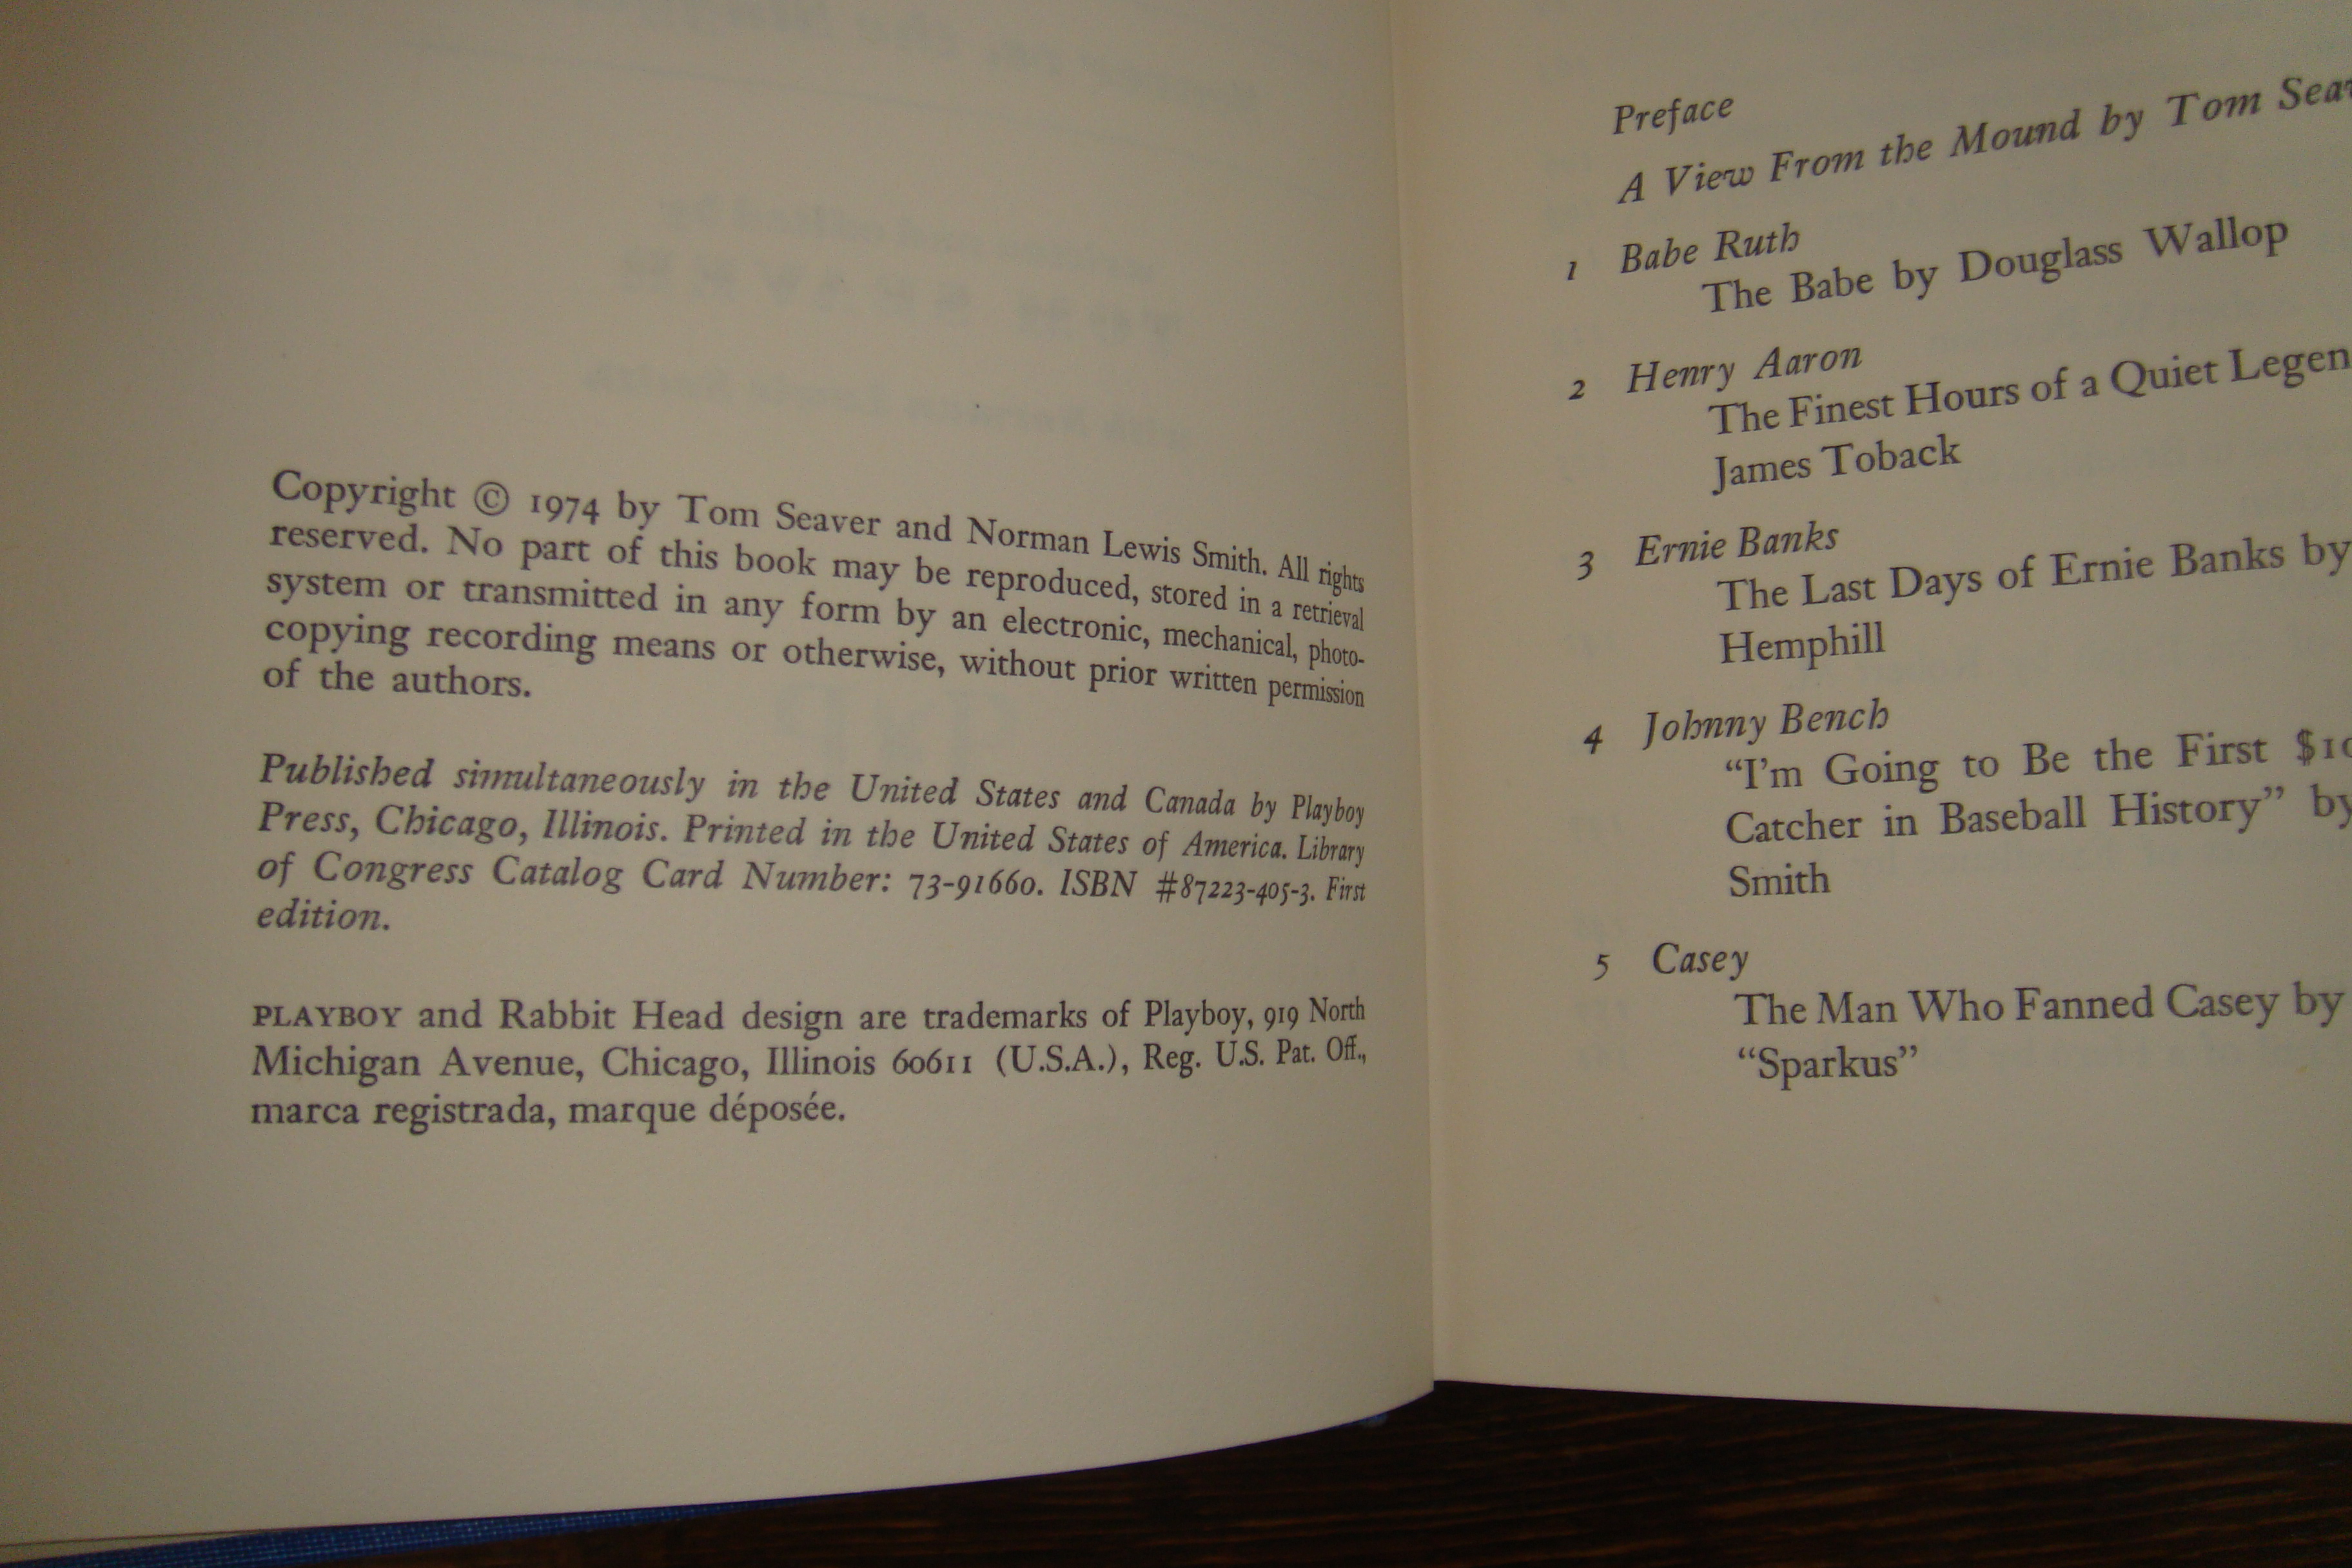 Copyright © 1974 by Tom Seaver and Norman Lewis Smith. All rights
reserved. No part of this book may be reproduced, stored in a retrieval
system or transmitted in any form by an electronic, mechanical, photo-
copying recording means or otherwise, without prior written permission
of the authors.
Published simultaneously in the United States and Canada by Playboy
Press, Chicago, Illinois. Printed in the United States of America. Library
of Congress Catalog Card Number: 73-91660. ISBN #87223-405-3. First
edition.
PLAYBOY and Rabbit Head design are trademarks of Playboy, 919 North
Michigan Avenue, Chicago, Illinois 60611 (U.S.A.), Reg. U.S. Pat. Off.,
marca registrada, marque déposée.
Preface
A View From the Mound by Tom
1 Babe Ruth
The Babe by Douglass Wallop
2 Henry Aaron
The Finest Hours of a Quiet
James Toback
3 Ernie Banks
The Last Days of Ernie Banks by
Hemphill
4 Johnny Bench
“I'm Going to Be the First
Catcher in Baseball History” by
Smith
5 Casey
The Man Who Fanned Casey by
“Sparkus”